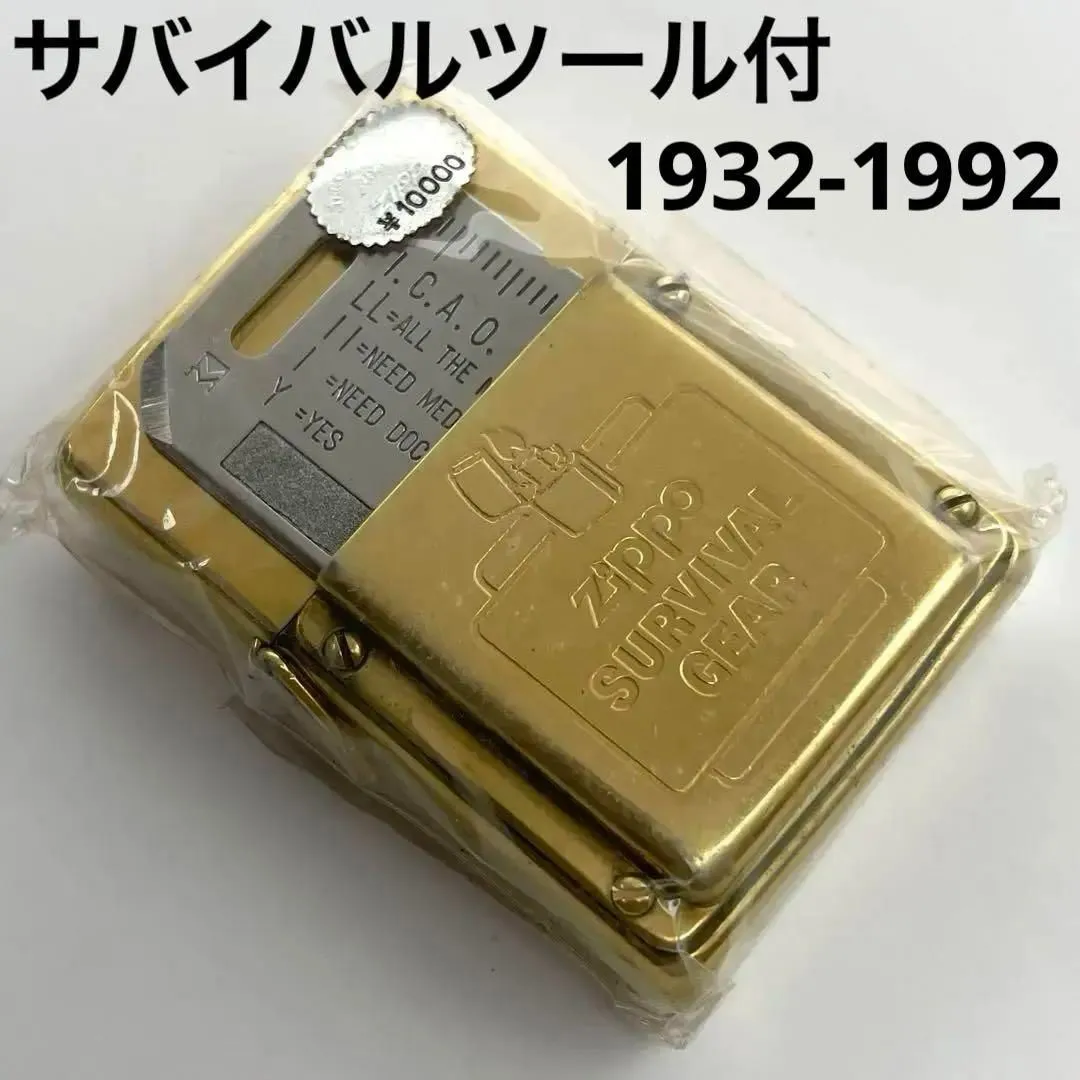 サバイバルツール付
1932-1992
¥10000
I.C.A.O.
LL=ALL THE
II=NEED MED
I =NEED DOC
Y =YES
Zippo
SURVIVAL
GEAR